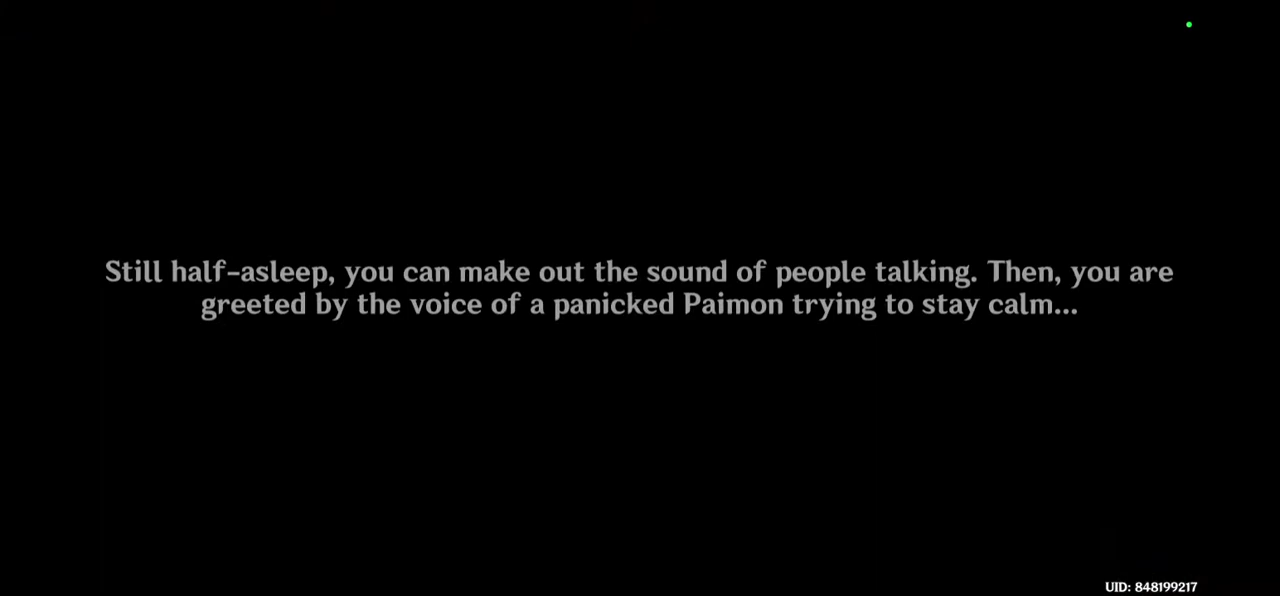 Still half-asleep, you can make out the sound of people talking. Then, you are
greeted by the voice of a panicked Paimon trying to stay calm...
UID: 848199217